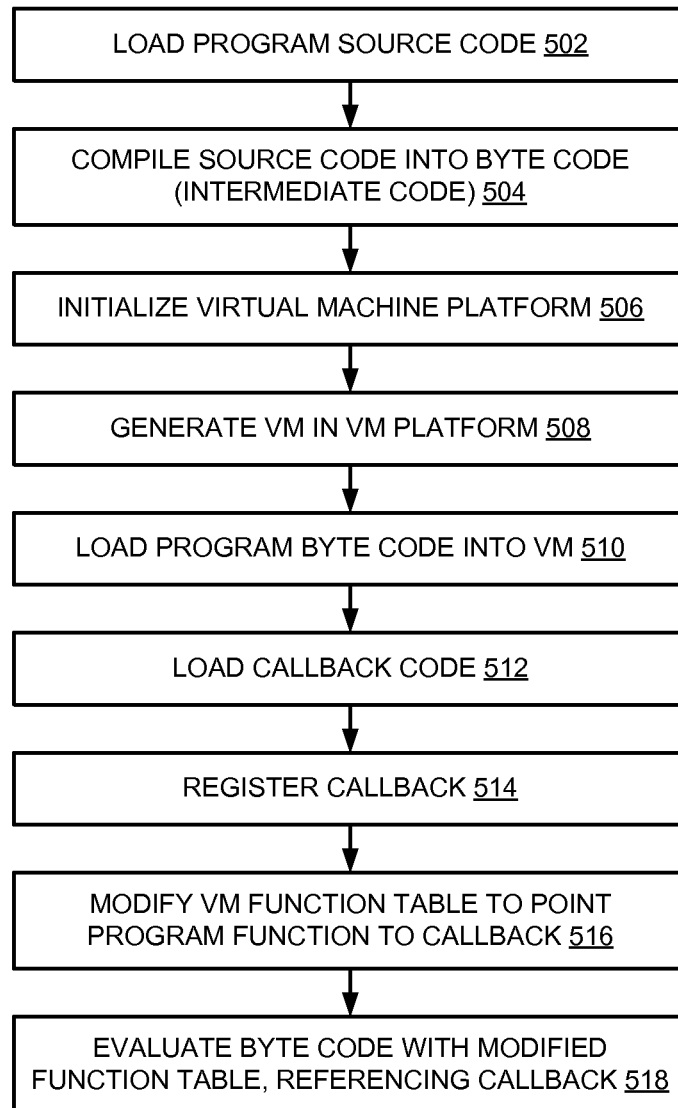 LOAD PROGRAM SOURCE CODE 502
COMPILE SOURCE CODE INTO BYTE CODE
(INTERMEDIATE CODE) 504
INITIALIZE VIRTUAL MACHINE PLATFORM 506
GENERATE VM IN VM PLATFORM 508
LOAD PROGRAM BYTE CODE INTO VM 510
LOAD CALLBACK CODE 512
REGISTER CALLBACK 514
MODIFY VM FUNCTION TABLE TO POINT
PROGRAM FUNCTION TO CALLBACK 516
EVALUATE BYTE CODE WITH MODIFIED
FUNCTION TABLE, REFERENCING CALLBACK 518